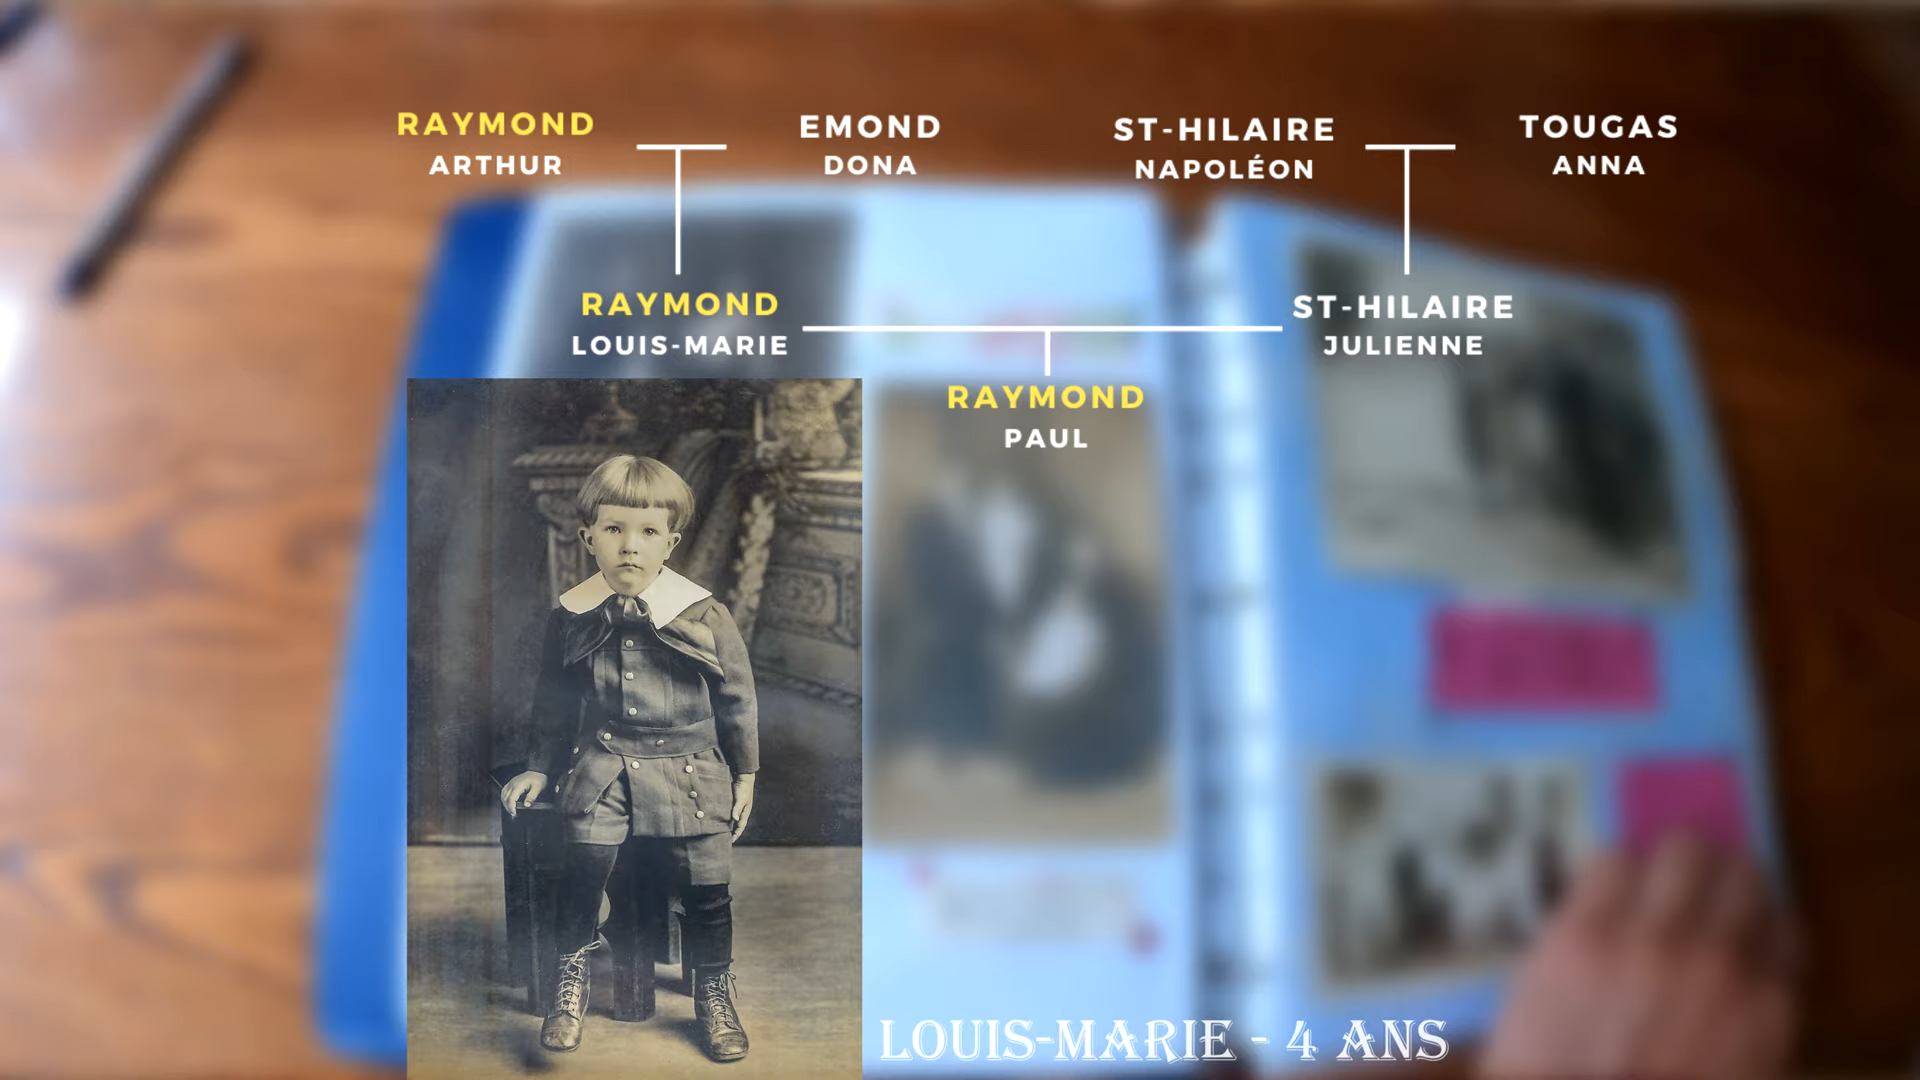 RAYMOND
ARTHUR
EMOND
DONA
ST-HILAIRE
NAPOLÉON
TOUGAS
ANNA
RAYMOND
LOUIS-MARIE
ST-HILAIRE
JULIENNE
RAYMOND
PAUL
LOUIS-MARIE - 4 ANS